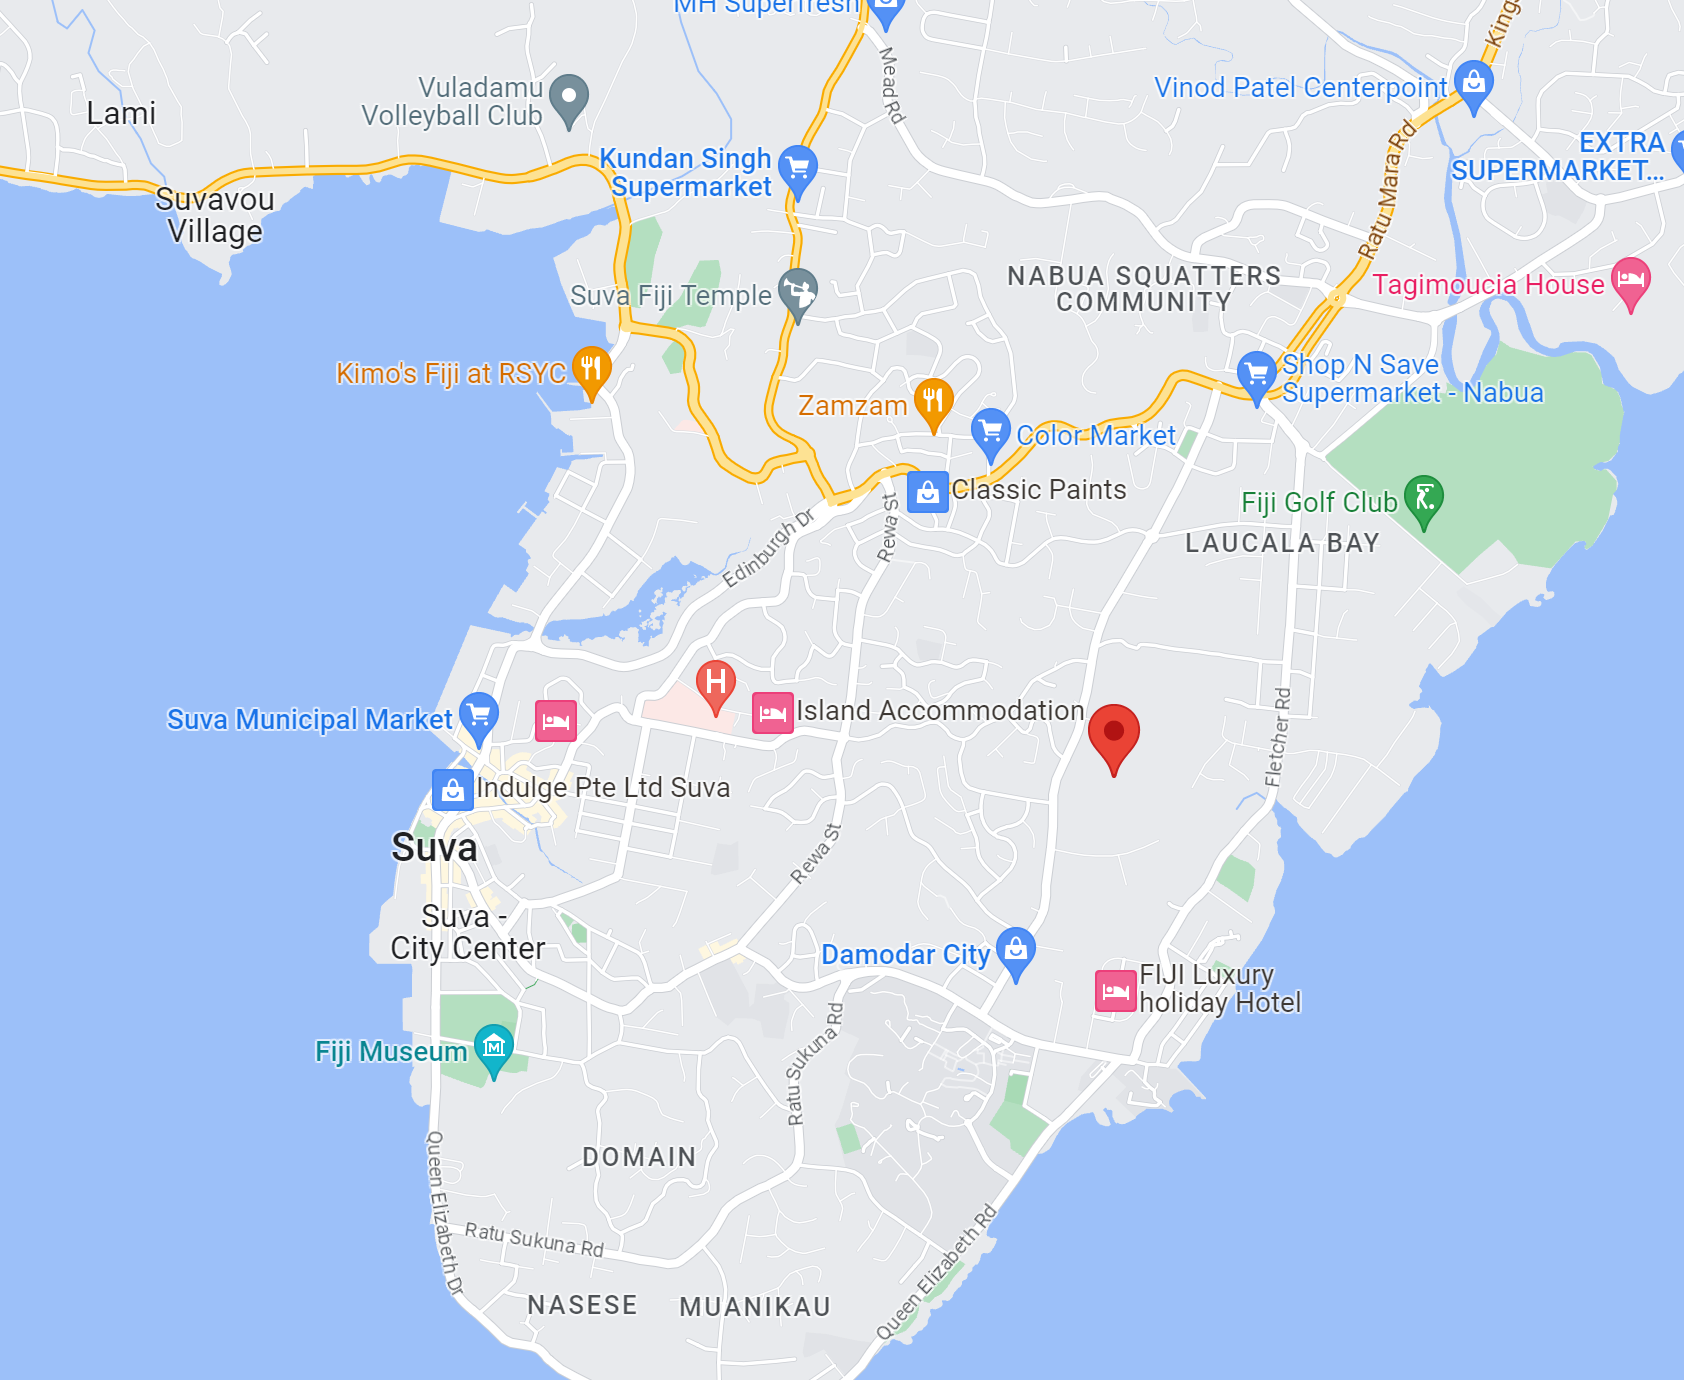 MH Superfresh
Kings
Mead Rd
Vuladamu
Volleyball Club
Vinod Patel Centerpoint
Lami
Ratu Mara Rd
EXTRA
SUPERMARKET...
Kundan Singh
Supermarket
Suvavou
Village
NABUA SQUATTERS
COMMUNITY
Suva Fiji Temple
Tagimoucia House
Kimo's Fiji at RSYC
Shop N Save
Supermarket - Nabua
Zamzam
Color Market
Classic Paints
Fiji Golf Club
Rewa St
Edinburgh Dr
LAUCALA BAY
H
Island Accommodation
Suva Municipal Market
Fletcher Rd
Indulge Pte Ltd Suva
Suva
Rewa St
Suva -
City Center
Damodar City
FIJI Luxury
holiday Hotel
Fiji Museum
M
Ratu Sukuna Rd
DOMAIN
Queen Elizabeth Dr
Ratu Sukuna Rd
Queen Elizabeth Rd
NASESE
MUANIKAU